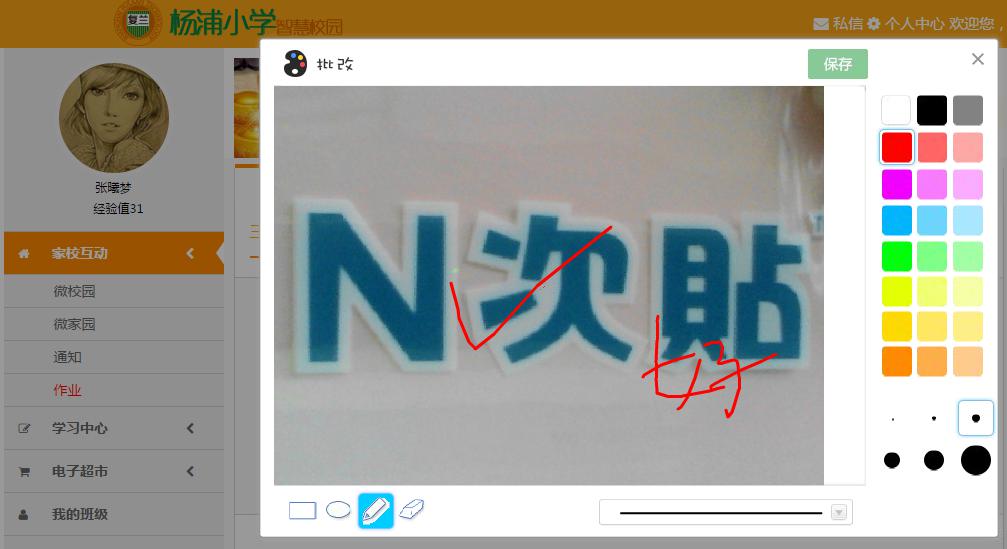 复兰 杨浦小学智慧校园
私信 个人中心 欢迎您，
批改
保存
张曦梦
经验值31
三
家校互动
微校园
微家园
通知
作业
学习中心
电子超市
我的班级
N次貼